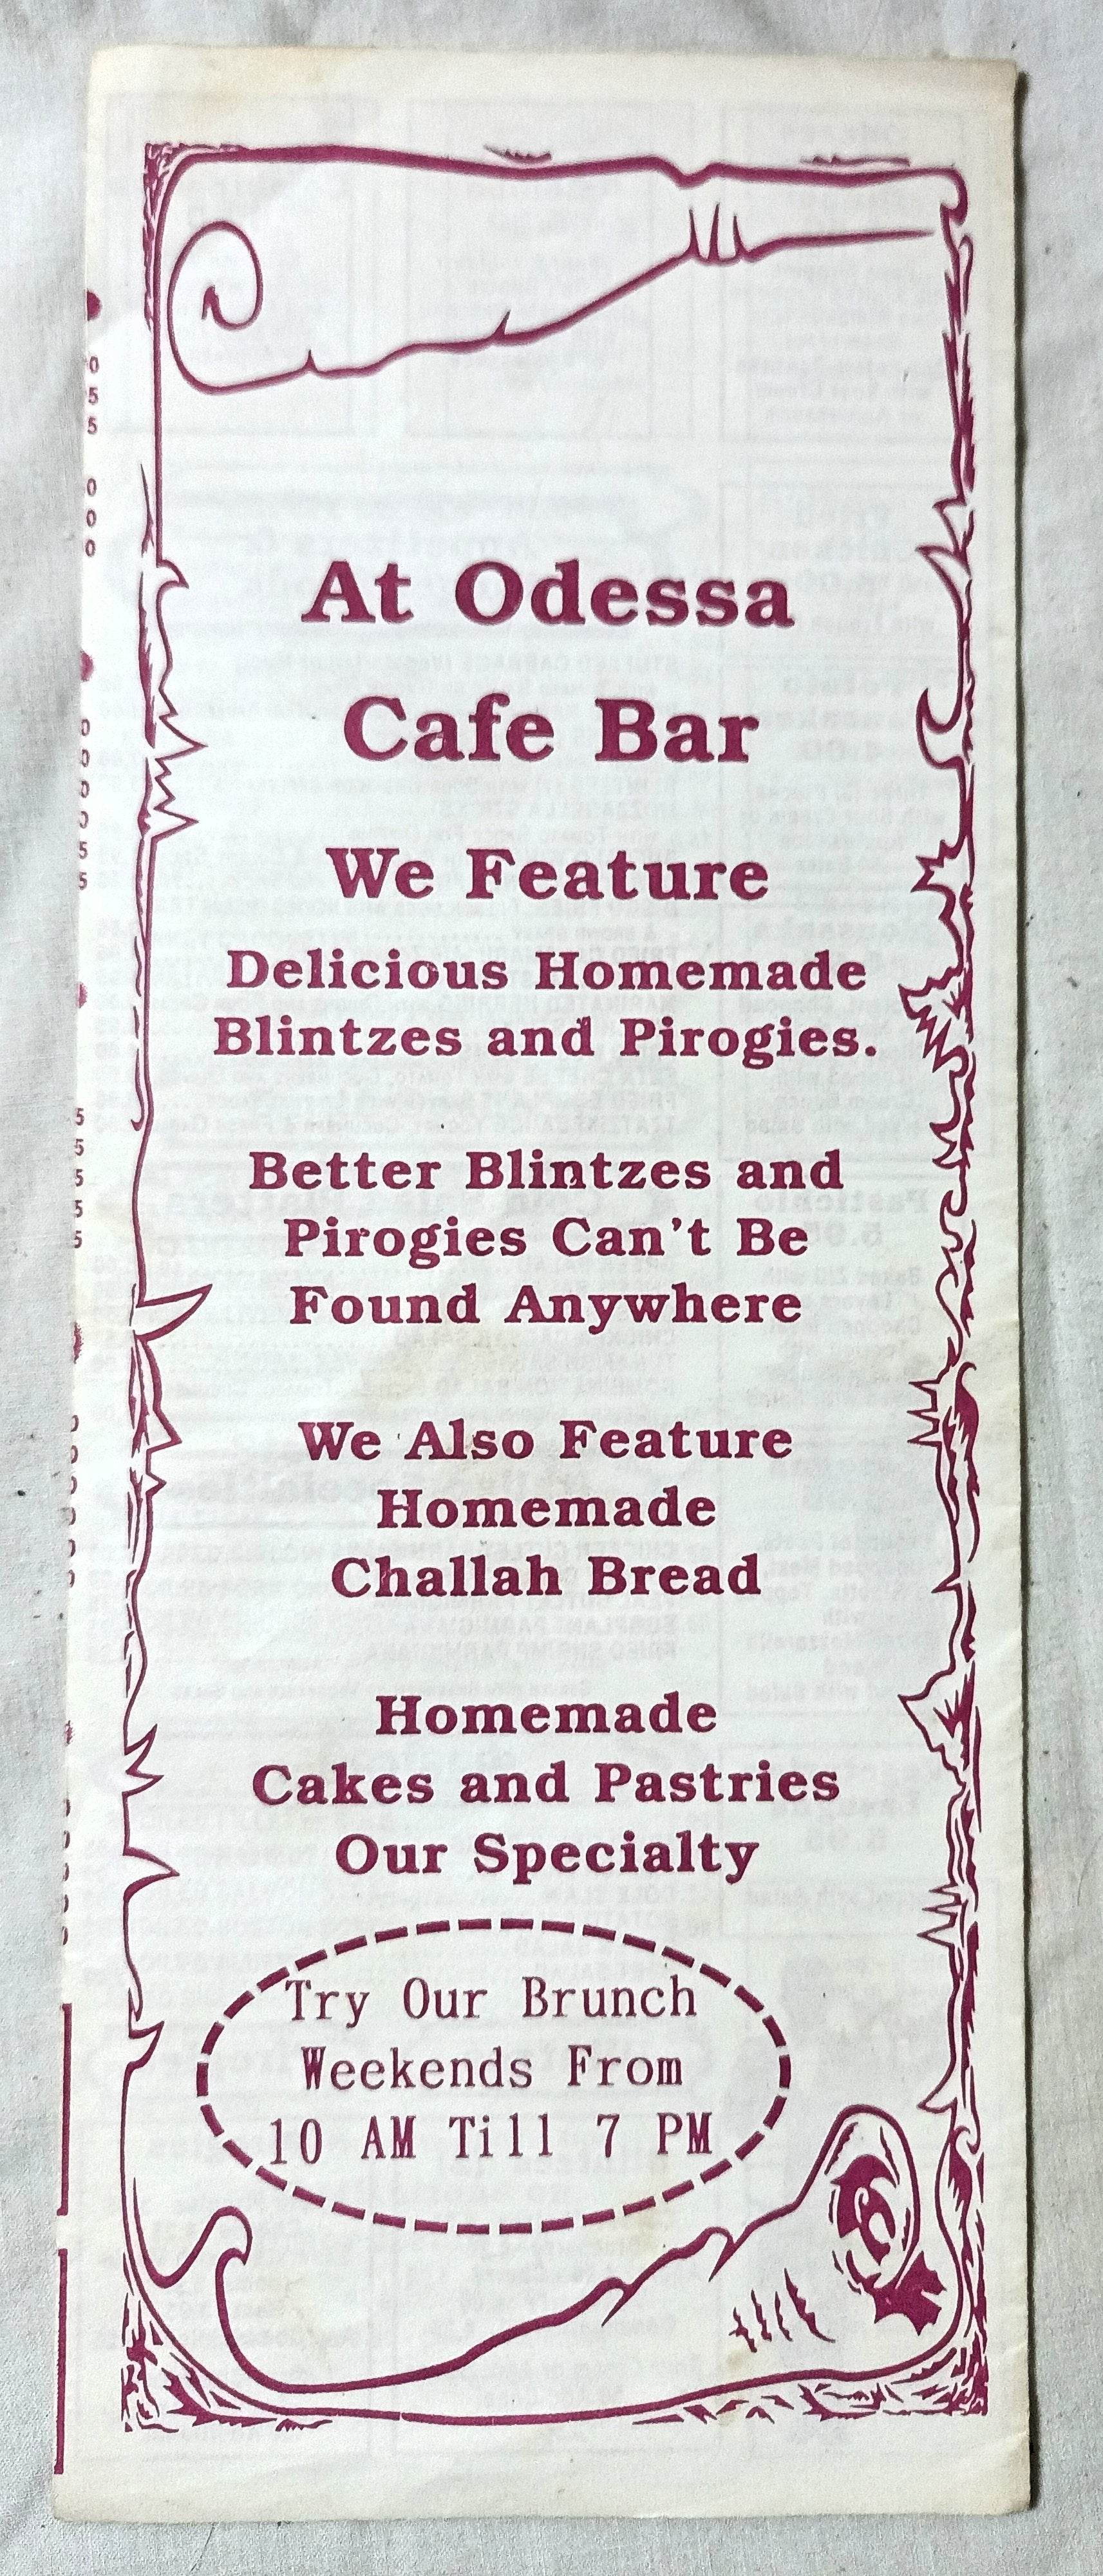 At Odessa
Cafe Bar
We Feature
Delicious Homemade
Blintzes and Pirogies.
Better Blintzes and
Pirogies Can't Be
Found Anywhere
We Also Feature
Homemade
Challah Bread
Homemade
Cakes and Pastries
Our Specialty
Try Our Brunch
Weekends From
10 AM Till 7 PM